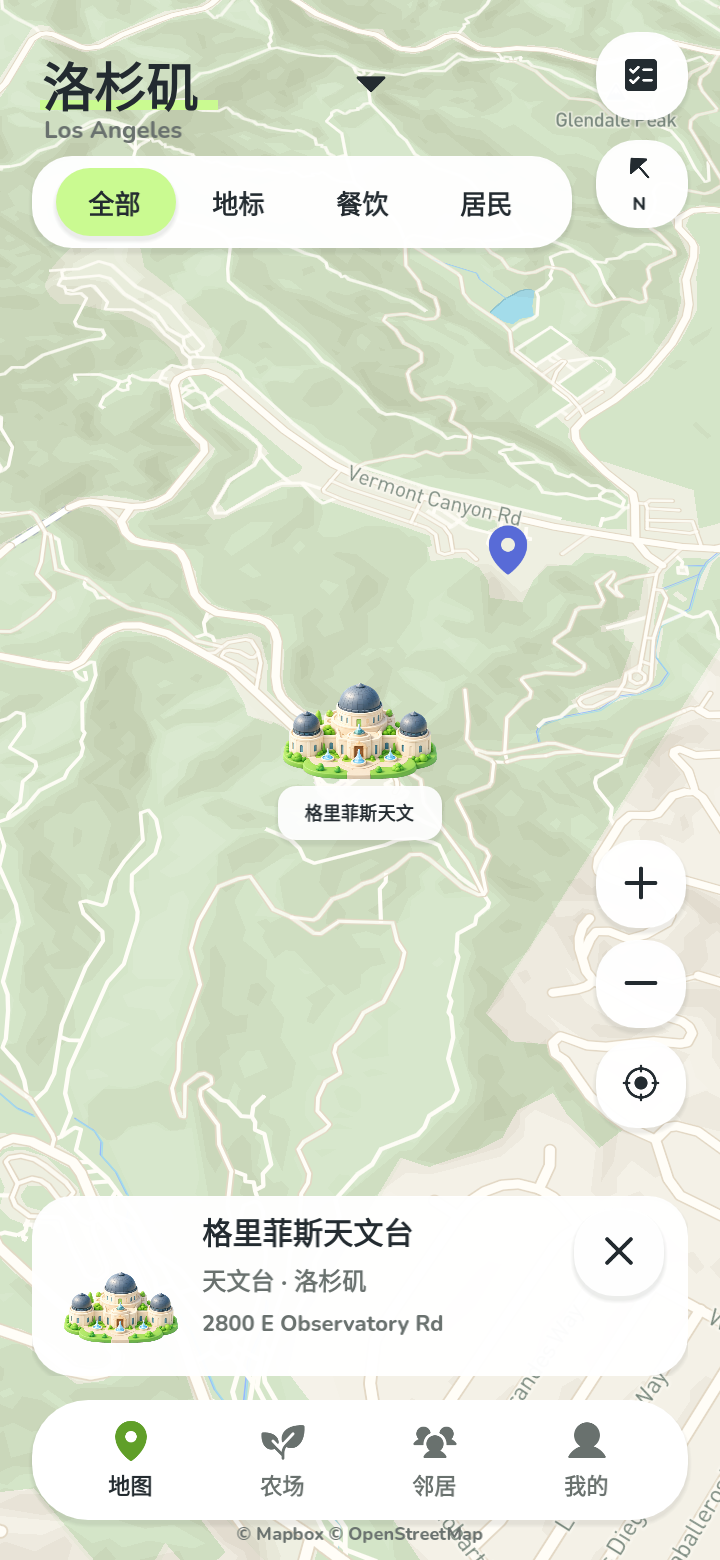 洛杉矶
Los Angeles
Glendale Peak
全部
地标
餐饮
居民
N
Vermont Canyon Rd
格里菲斯天文
格里菲斯天文台
天文台 · 洛杉矶
2800 E Observatory Rd
Way
地图
农场
邻居
我的
© Mapbox © OpenStreetMap